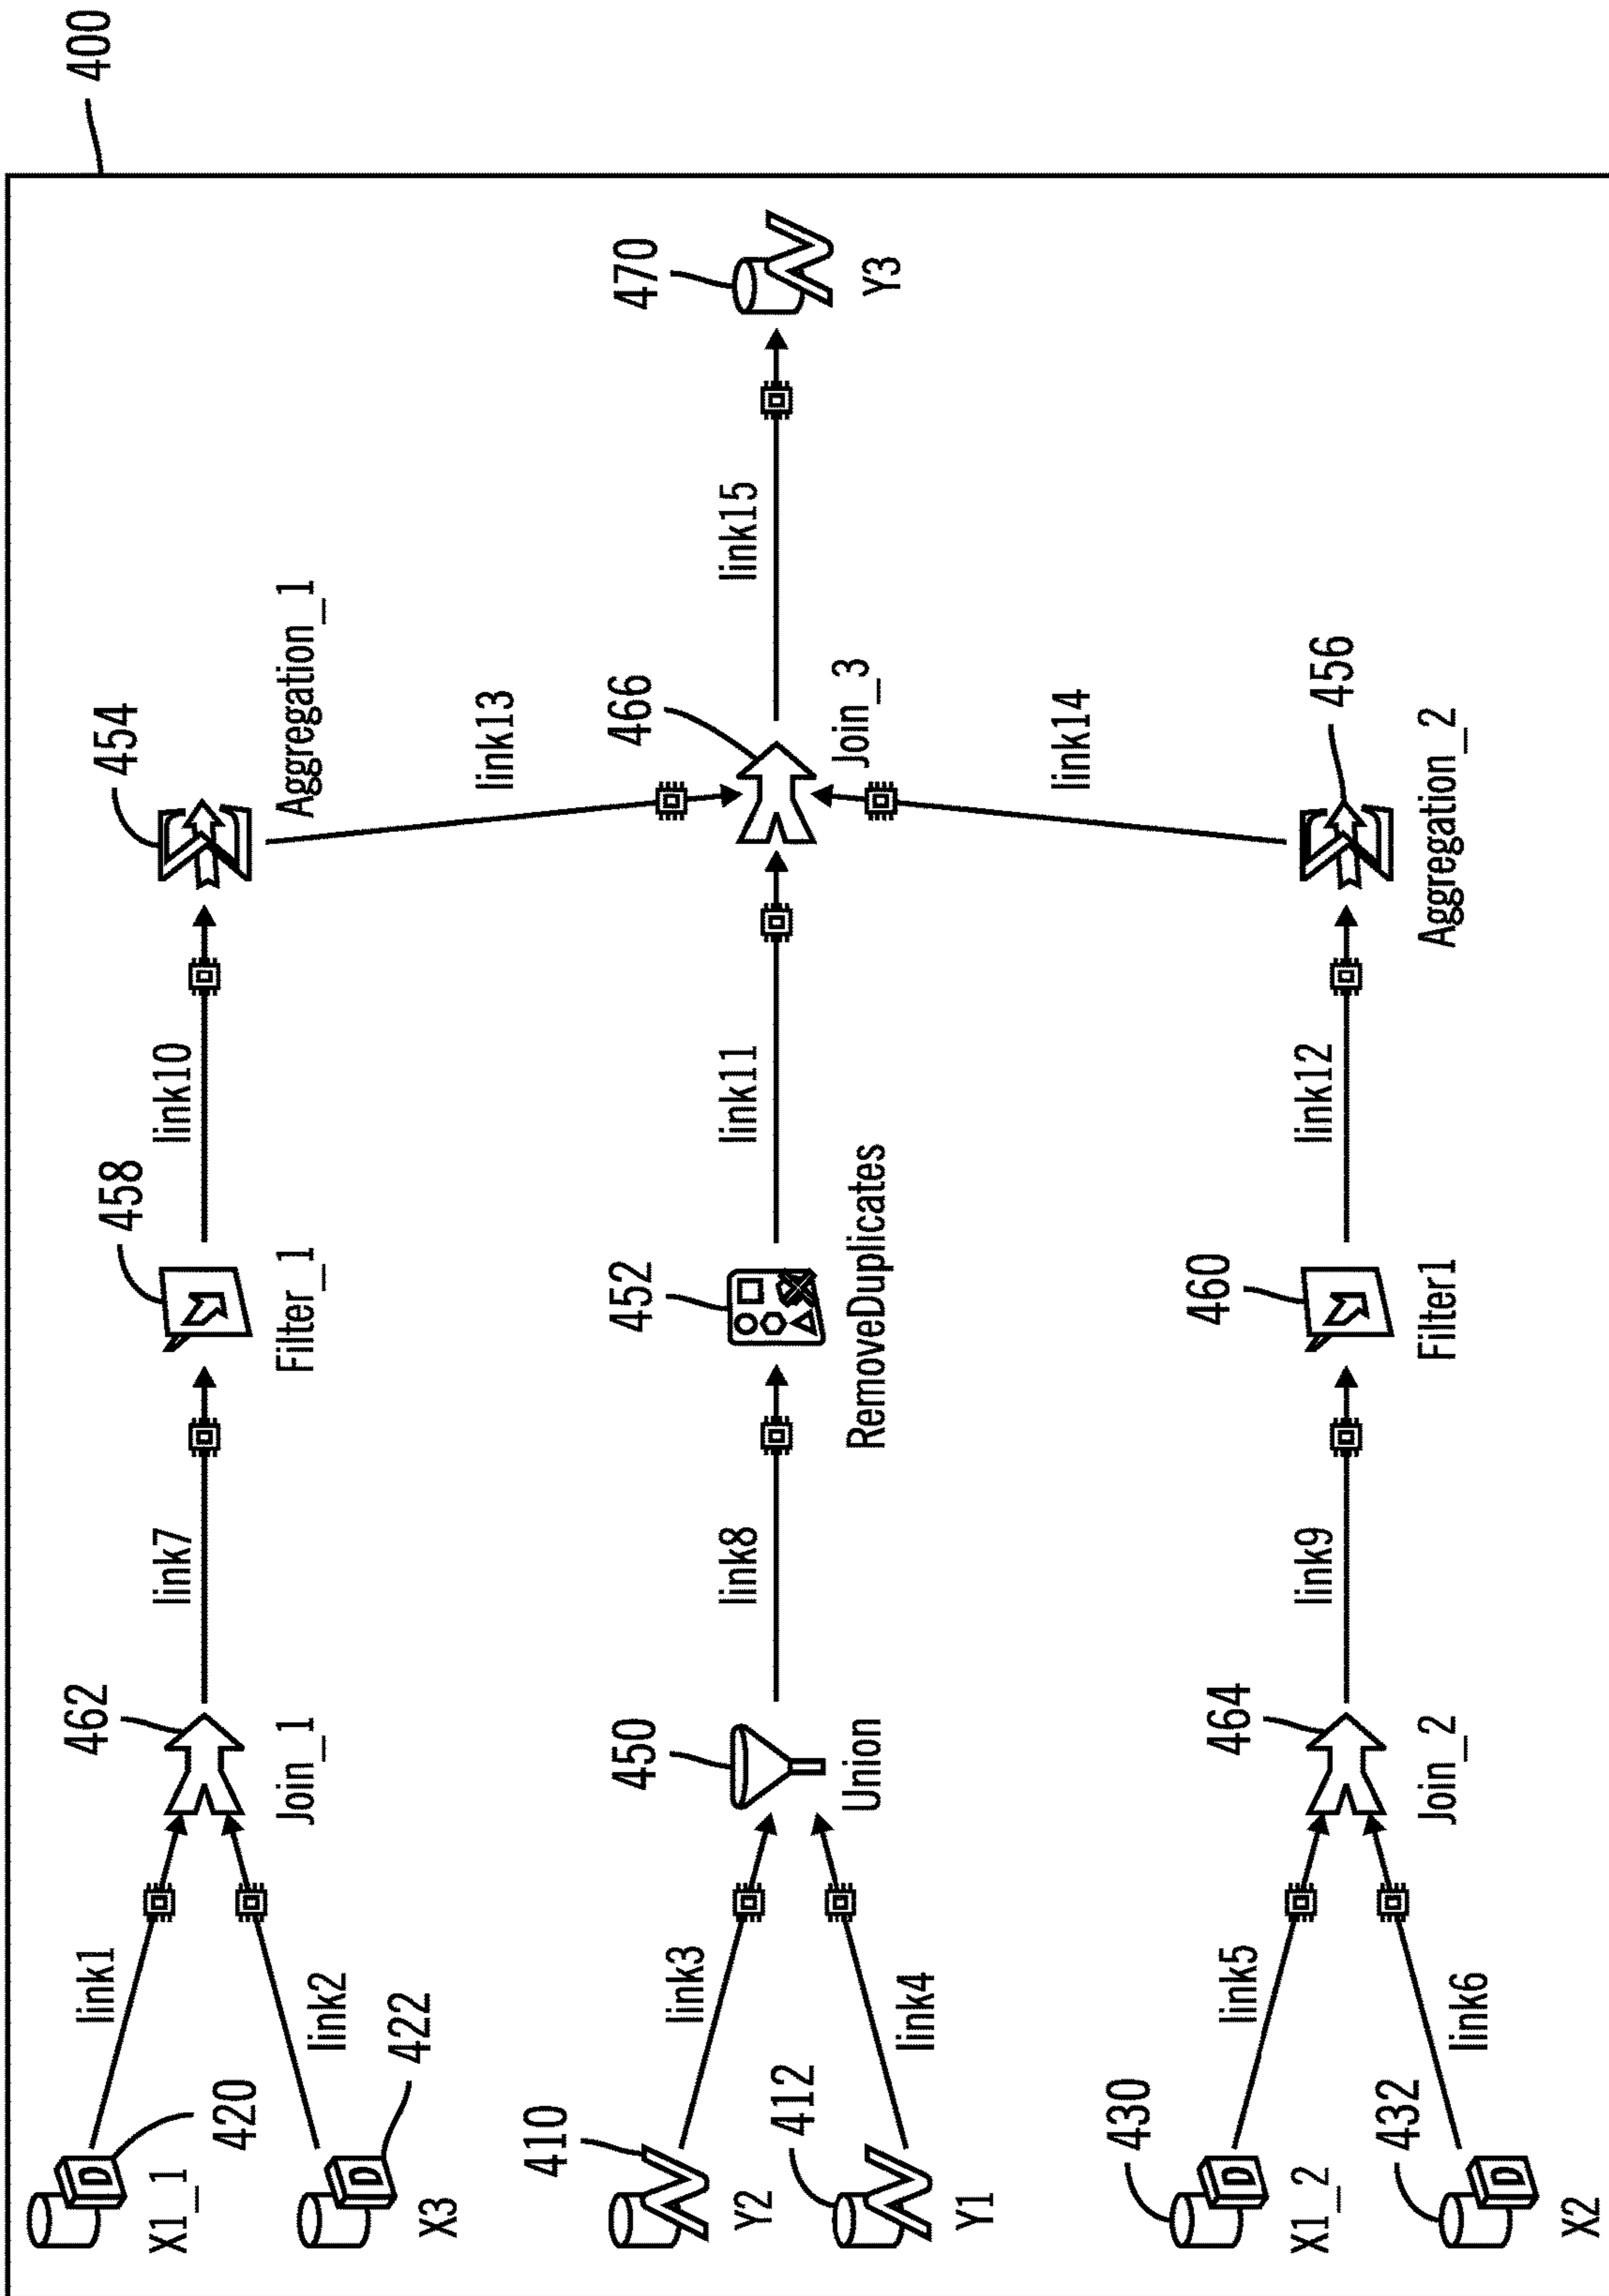 400
X1_1
D
420
link1
462
Join_1
link7
458
Filter_1
link10
454
Aggregation_1
X3
D
422
link2
link13
Y2
410
link3
450
Union
link8
452
RemoveDuplicates
link11
466
Join_3
link15
470
Y3
Y1
412
link4
link14
X1_2
D
430
link5
464
Join_2
link9
460
Filter1
link12
456
Aggregation_2
X2
D
432
link6